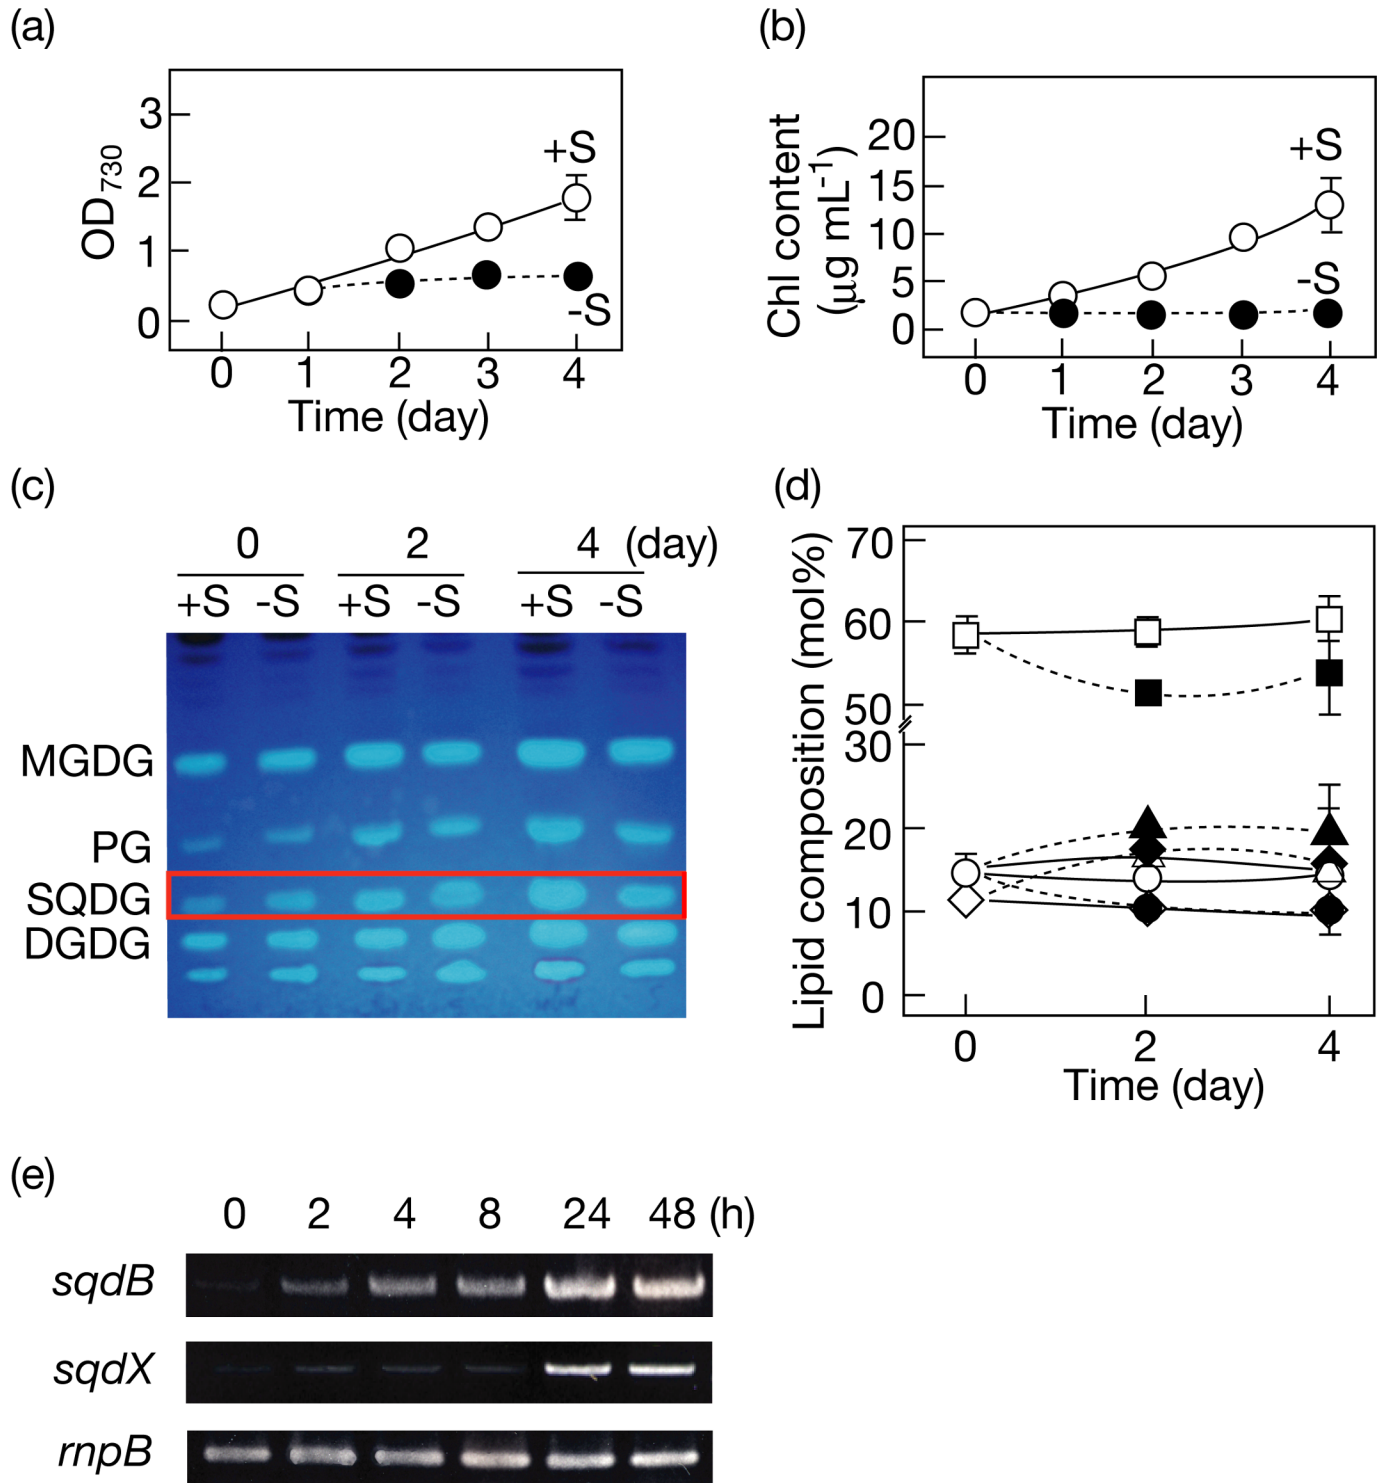 (a)
3
2
1
0
OD730
+S
-S
0 1 2 3 4
Time (day)
(b)
20
15
10
5
0
Chl content
(µg mL-1)
+S
-S
0 1 2 3 4
Time (day)
(c)
0 2 4 (day)
+S -S +S -S +S -S
MGDG
PG
SQDG
DGDG
(d)
70
60
50
30
20
10
0
Lipid composition (mol%)
0 2 4
Time (day)
(e)
0 2 4 8 24 48 (h)
sqdB
sqdX
rnpB